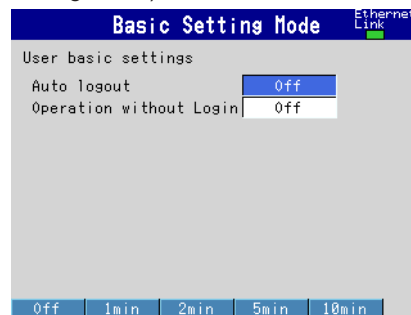 Basic Setting Mode
Ethernet
Link
User basic settings
Auto logout Off
Operation without Login Off
Off 1min 2min 5min 10min